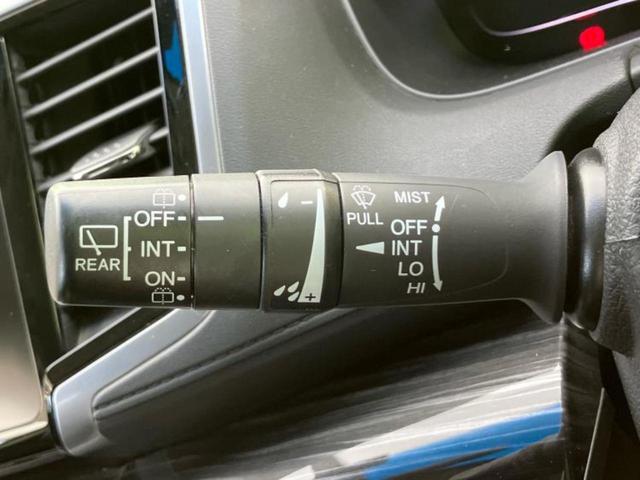 OFF
INT
ON
REAR
- 
+
PULL
MIST
OFF
INT
LO
HI